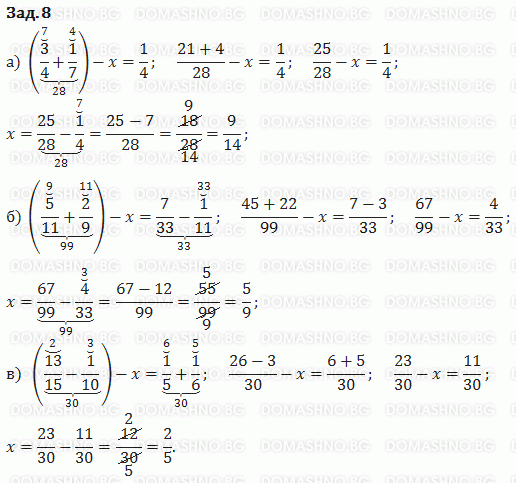 Зад.8
а) (3/4 + 1/7) − x = 1/4; (21 + 4)/28 − x = 1/4; 25/28 − x = 1/4;
x = 25/28 − 1/4 = (25 − 7)/28 = 18/28 = 9/14;
б) (5/11 + 2/9) − x = 7/33 − 1/11; (45 + 22)/99 − x = (7 − 3)/33; 67/99 − x = 4/33;
x = 67/99 − 4/33 = (67 − 12)/99 = 55/99 = 5/9;
в) (13/15 − 1/10) − x = 1/5 + 1/6; (26 − 3)/30 − x = (6 + 5)/30; 23/30 − x = 11/30;
x = 23/30 − 11/30 = 12/30 = 2/5.
DOMASHNO.BG